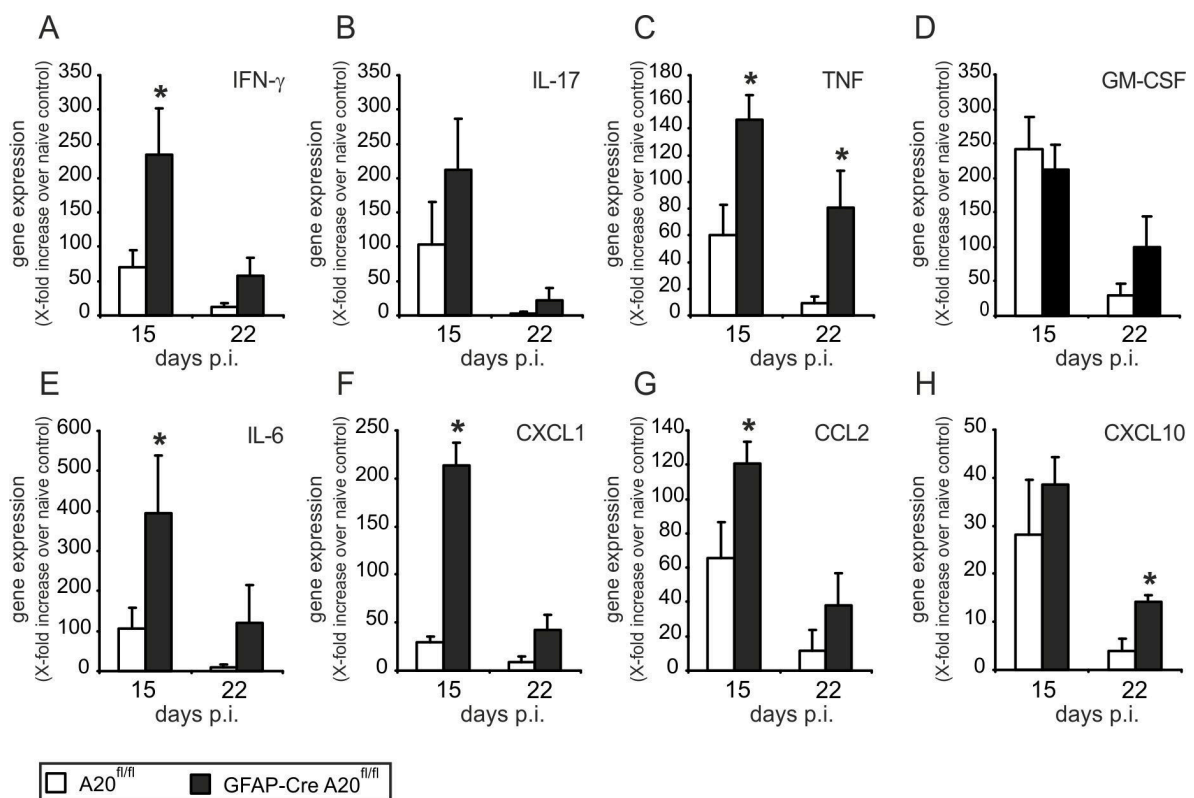 A
IFN-γ
gene expression
(X-fold increase over naive control)
350
300
250
200
150
100
50
0
*
15 22
days p.i.
B
IL-17
gene expression
(X-fold increase over naive control)
350
300
250
200
150
100
50
0
15 22
days p.i.
C
TNF
gene expression
(X-fold increase over naive control)
180
160
140
120
100
80
60
40
20
0
*
*
15 22
days p.i.
D
GM-CSF
gene expression
(X-fold increase over naive control)
350
300
250
200
150
100
50
0
15 22
days p.i.
E
IL-6
gene expression
(X-fold increase over naive control)
600
500
400
300
200
100
0
*
15 22
days p.i.
F
CXCL1
gene expression
(X-fold increase over naive control)
250
200
150
100
50
0
*
15 22
days p.i.
G
CCL2
gene expression
(X-fold increase over naive control)
140
120
100
80
60
40
20
0
*
15 22
days p.i.
H
CXCL10
gene expression
(X-fold increase over naive control)
50
40
30
20
10
0
*
15 22
days p.i.
A20fl/fl GFAP-Cre A20fl/fl